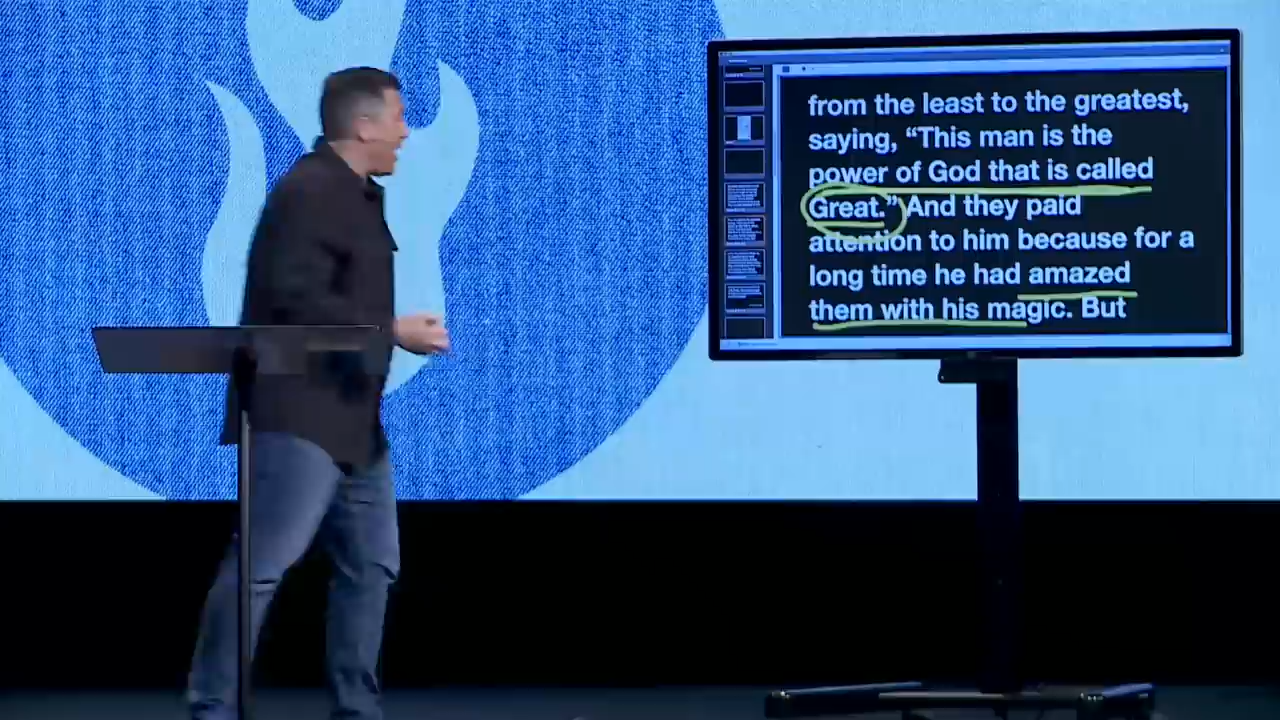 from the least to the greatest,
saying, “This man is the
power of God that is called
Great.” And they paid
attention to him because for a
long time he had amazed
them with his magic. But